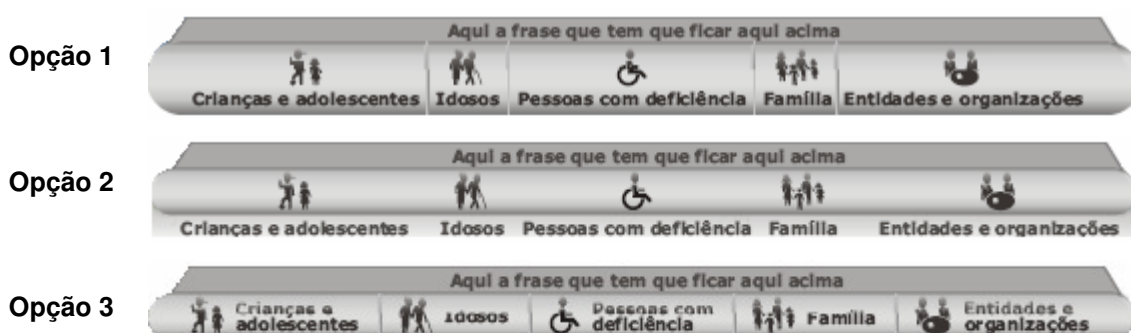 Aqui a frase que tem que ficar aqui acima
Opção 1
Crianças e adolescentes Idosos Pessoas com deficiência Família Entidades e organizações
Aqui a frase que tem que ficar aqui acima
Opção 2
Crianças e adolescentes Idosos Pessoas com deficiência Família Entidades e organizações
Aqui a frase que tem que ficar aqui acima
Opção 3
Crianças e adolescentes Idosos Pessoas com deficiência Família Entidades e organizações